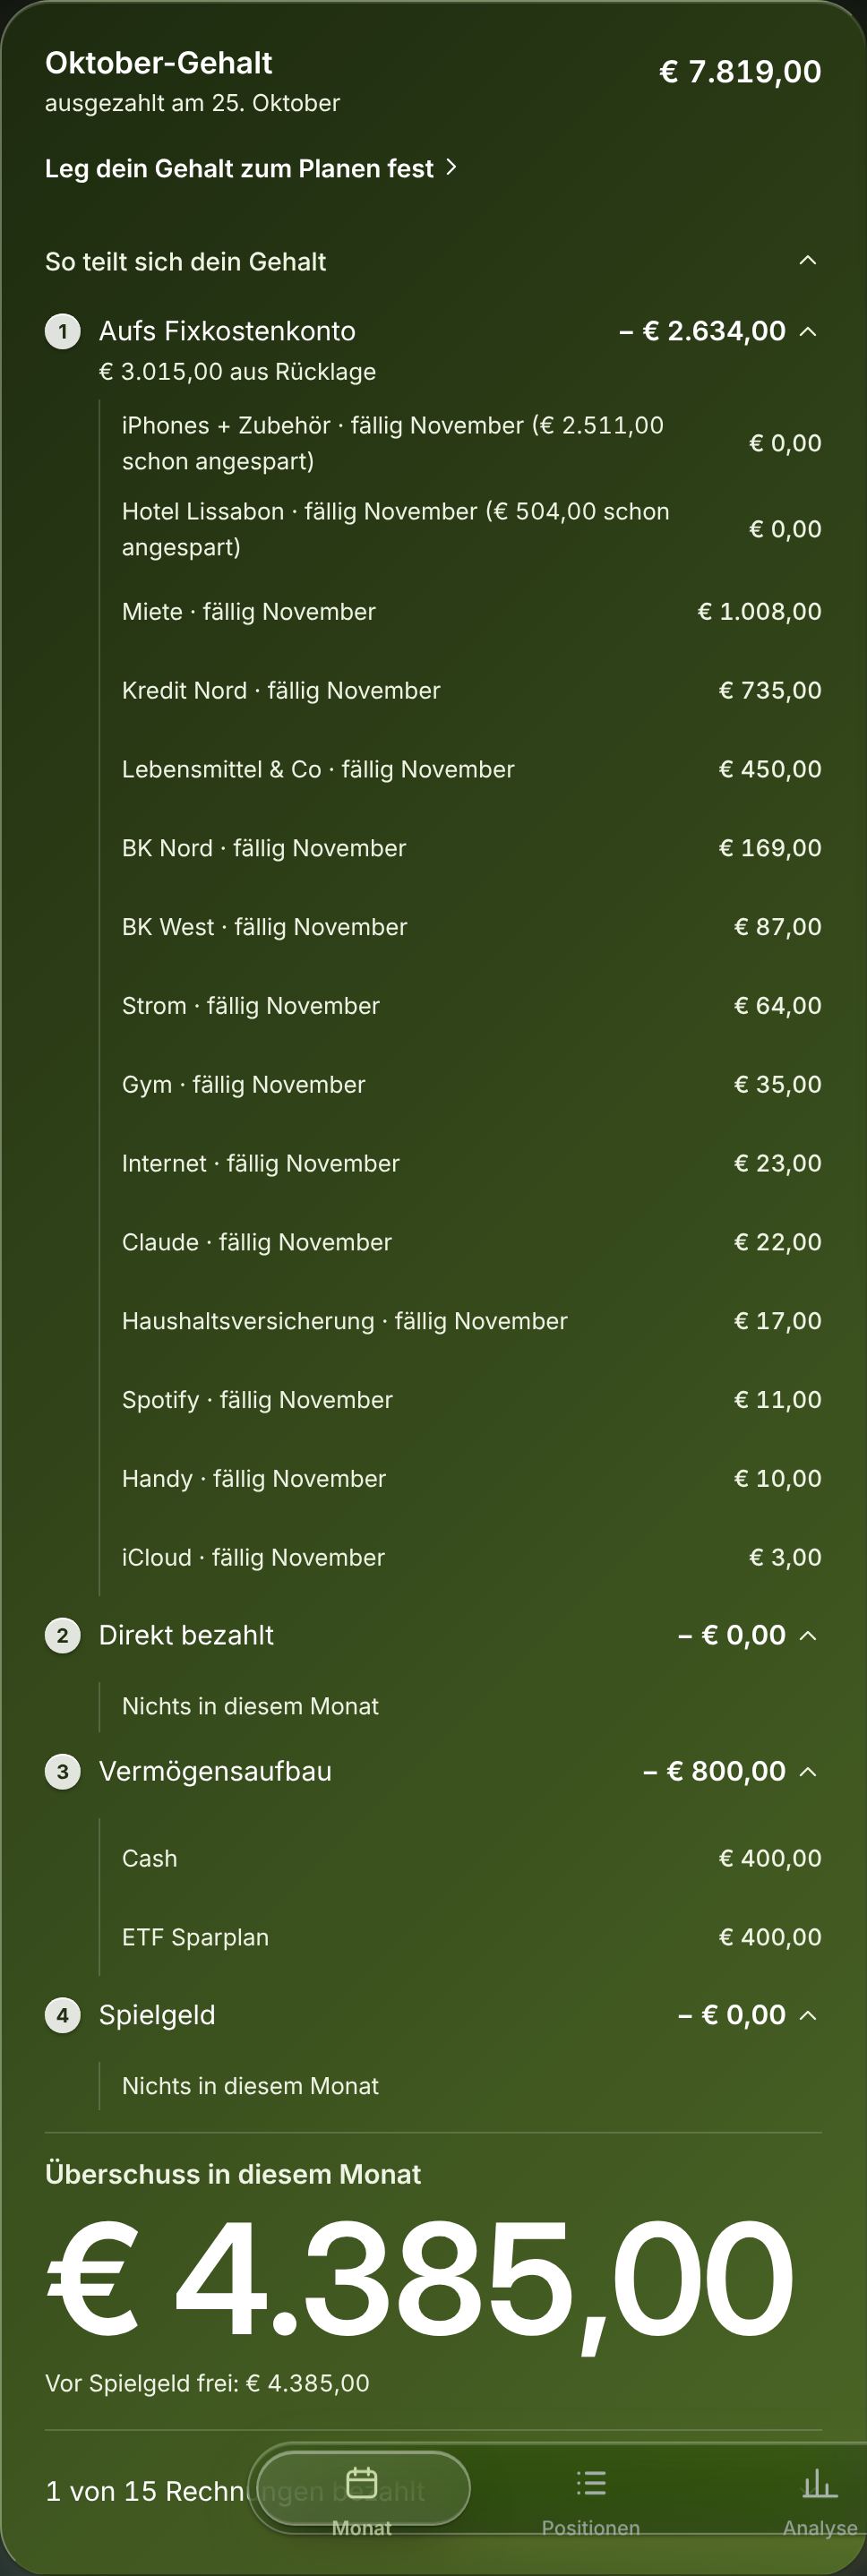 Oktober-Gehalt
€ 7.819,00
ausgezahlt am 25. Oktober
Leg dein Gehalt zum Planen fest
So teilt sich dein Gehalt
1 Aufs Fixkostenkonto – € 2.634,00
€ 3.015,00 aus Rücklage
iPhones + Zubehör · fällig November (€ 2.511,00
schon angespart)
€ 0,00
Hotel Lissabon · fällig November (€ 504,00 schon
angespart)
€ 0,00
Miete · fällig November € 1.008,00
Kredit Nord · fällig November € 735,00
Lebensmittel & Co · fällig November € 450,00
BK Nord · fällig November € 169,00
BK West · fällig November € 87,00
Strom · fällig November € 64,00
Gym · fällig November € 35,00
Internet · fällig November € 23,00
Claude · fällig November € 22,00
Haushaltsversicherung · fällig November € 17,00
Spotify · fällig November € 11,00
Handy · fällig November € 10,00
iCloud · fällig November € 3,00
2 Direkt bezahlt – € 0,00
Nichts in diesem Monat
3 Vermögensaufbau – € 800,00
Cash € 400,00
ETF Sparplan € 400,00
4 Spielgeld – € 0,00
Nichts in diesem Monat
Überschuss in diesem Monat
€ 4.385,00
Vor Spielgeld frei: € 4.385,00
1 von 15 Rechnungen bezahlt
Monat Positionen Analyse